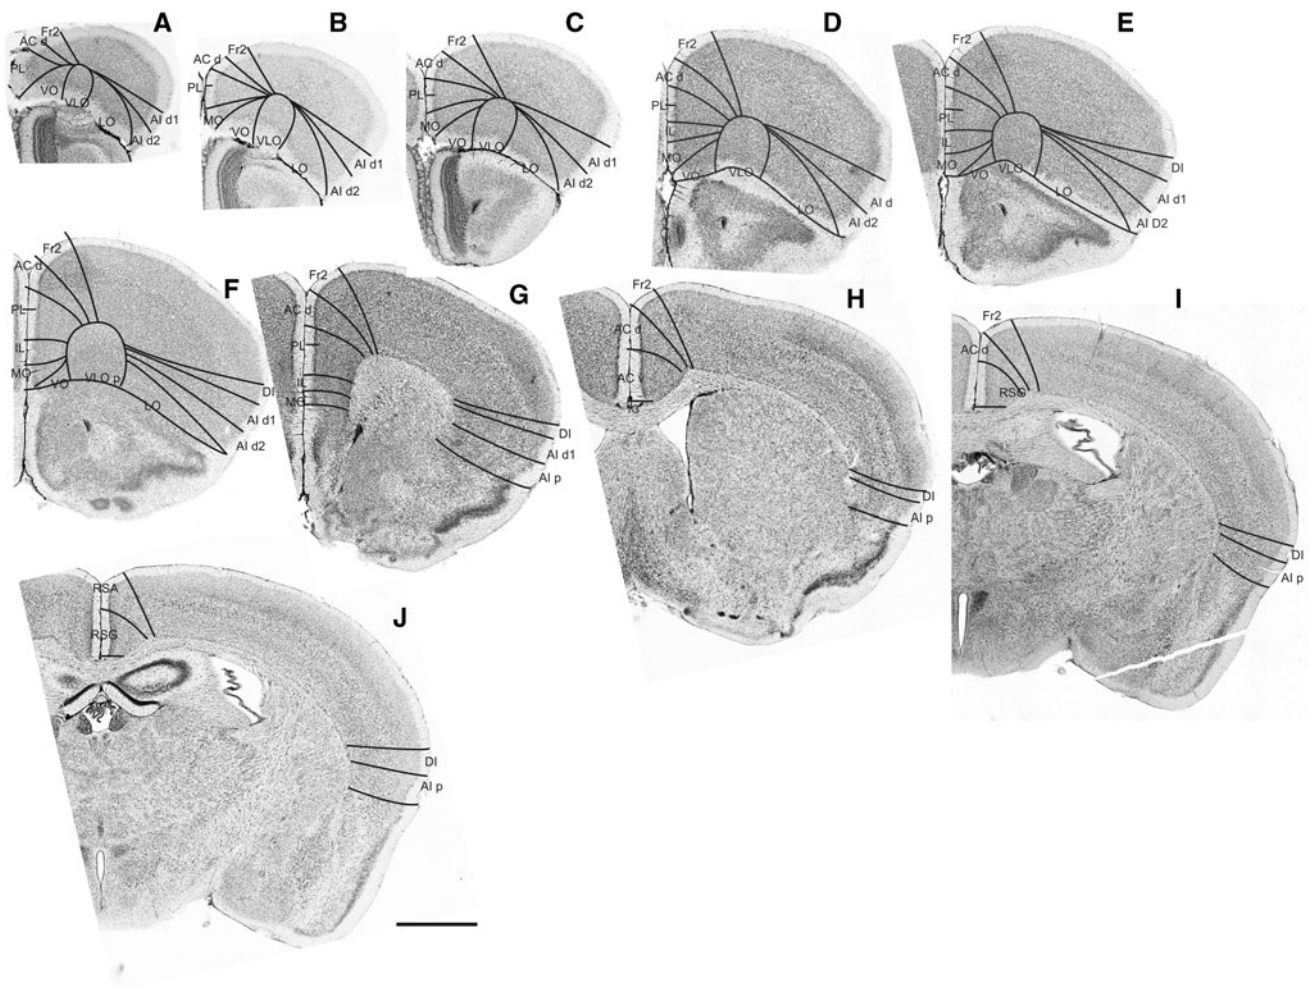 A
Fr2
AC d
PL
VO
VLO
LO
AI d1
AI d2
B
Fr2
AC d
PL
MO
VO
VLO
LO
AI d1
AI d2
C
Fr2
AC d
PL
MO
VO
VLO
LO
AI d1
AI d2
D
Fr2
AC d
PL
IL
MO
VO
VLO
LO
AI d
AI d2
E
Fr2
AC d
PL
IL
MO
VO
VLO
LO
DI
AI d1
AI D2
F
Fr2
AC d
PL
IL
MO
VO
VLO p
LO
DI
AI d1
AI d2
G
Fr2
AC d
PL
IL
MO
DI
AI d1
AI p
H
Fr2
AC d
AC v
DI
AI p
I
Fr2
AC d
RSG
DI
AI p
J
RSA
RSG
DI
AI p